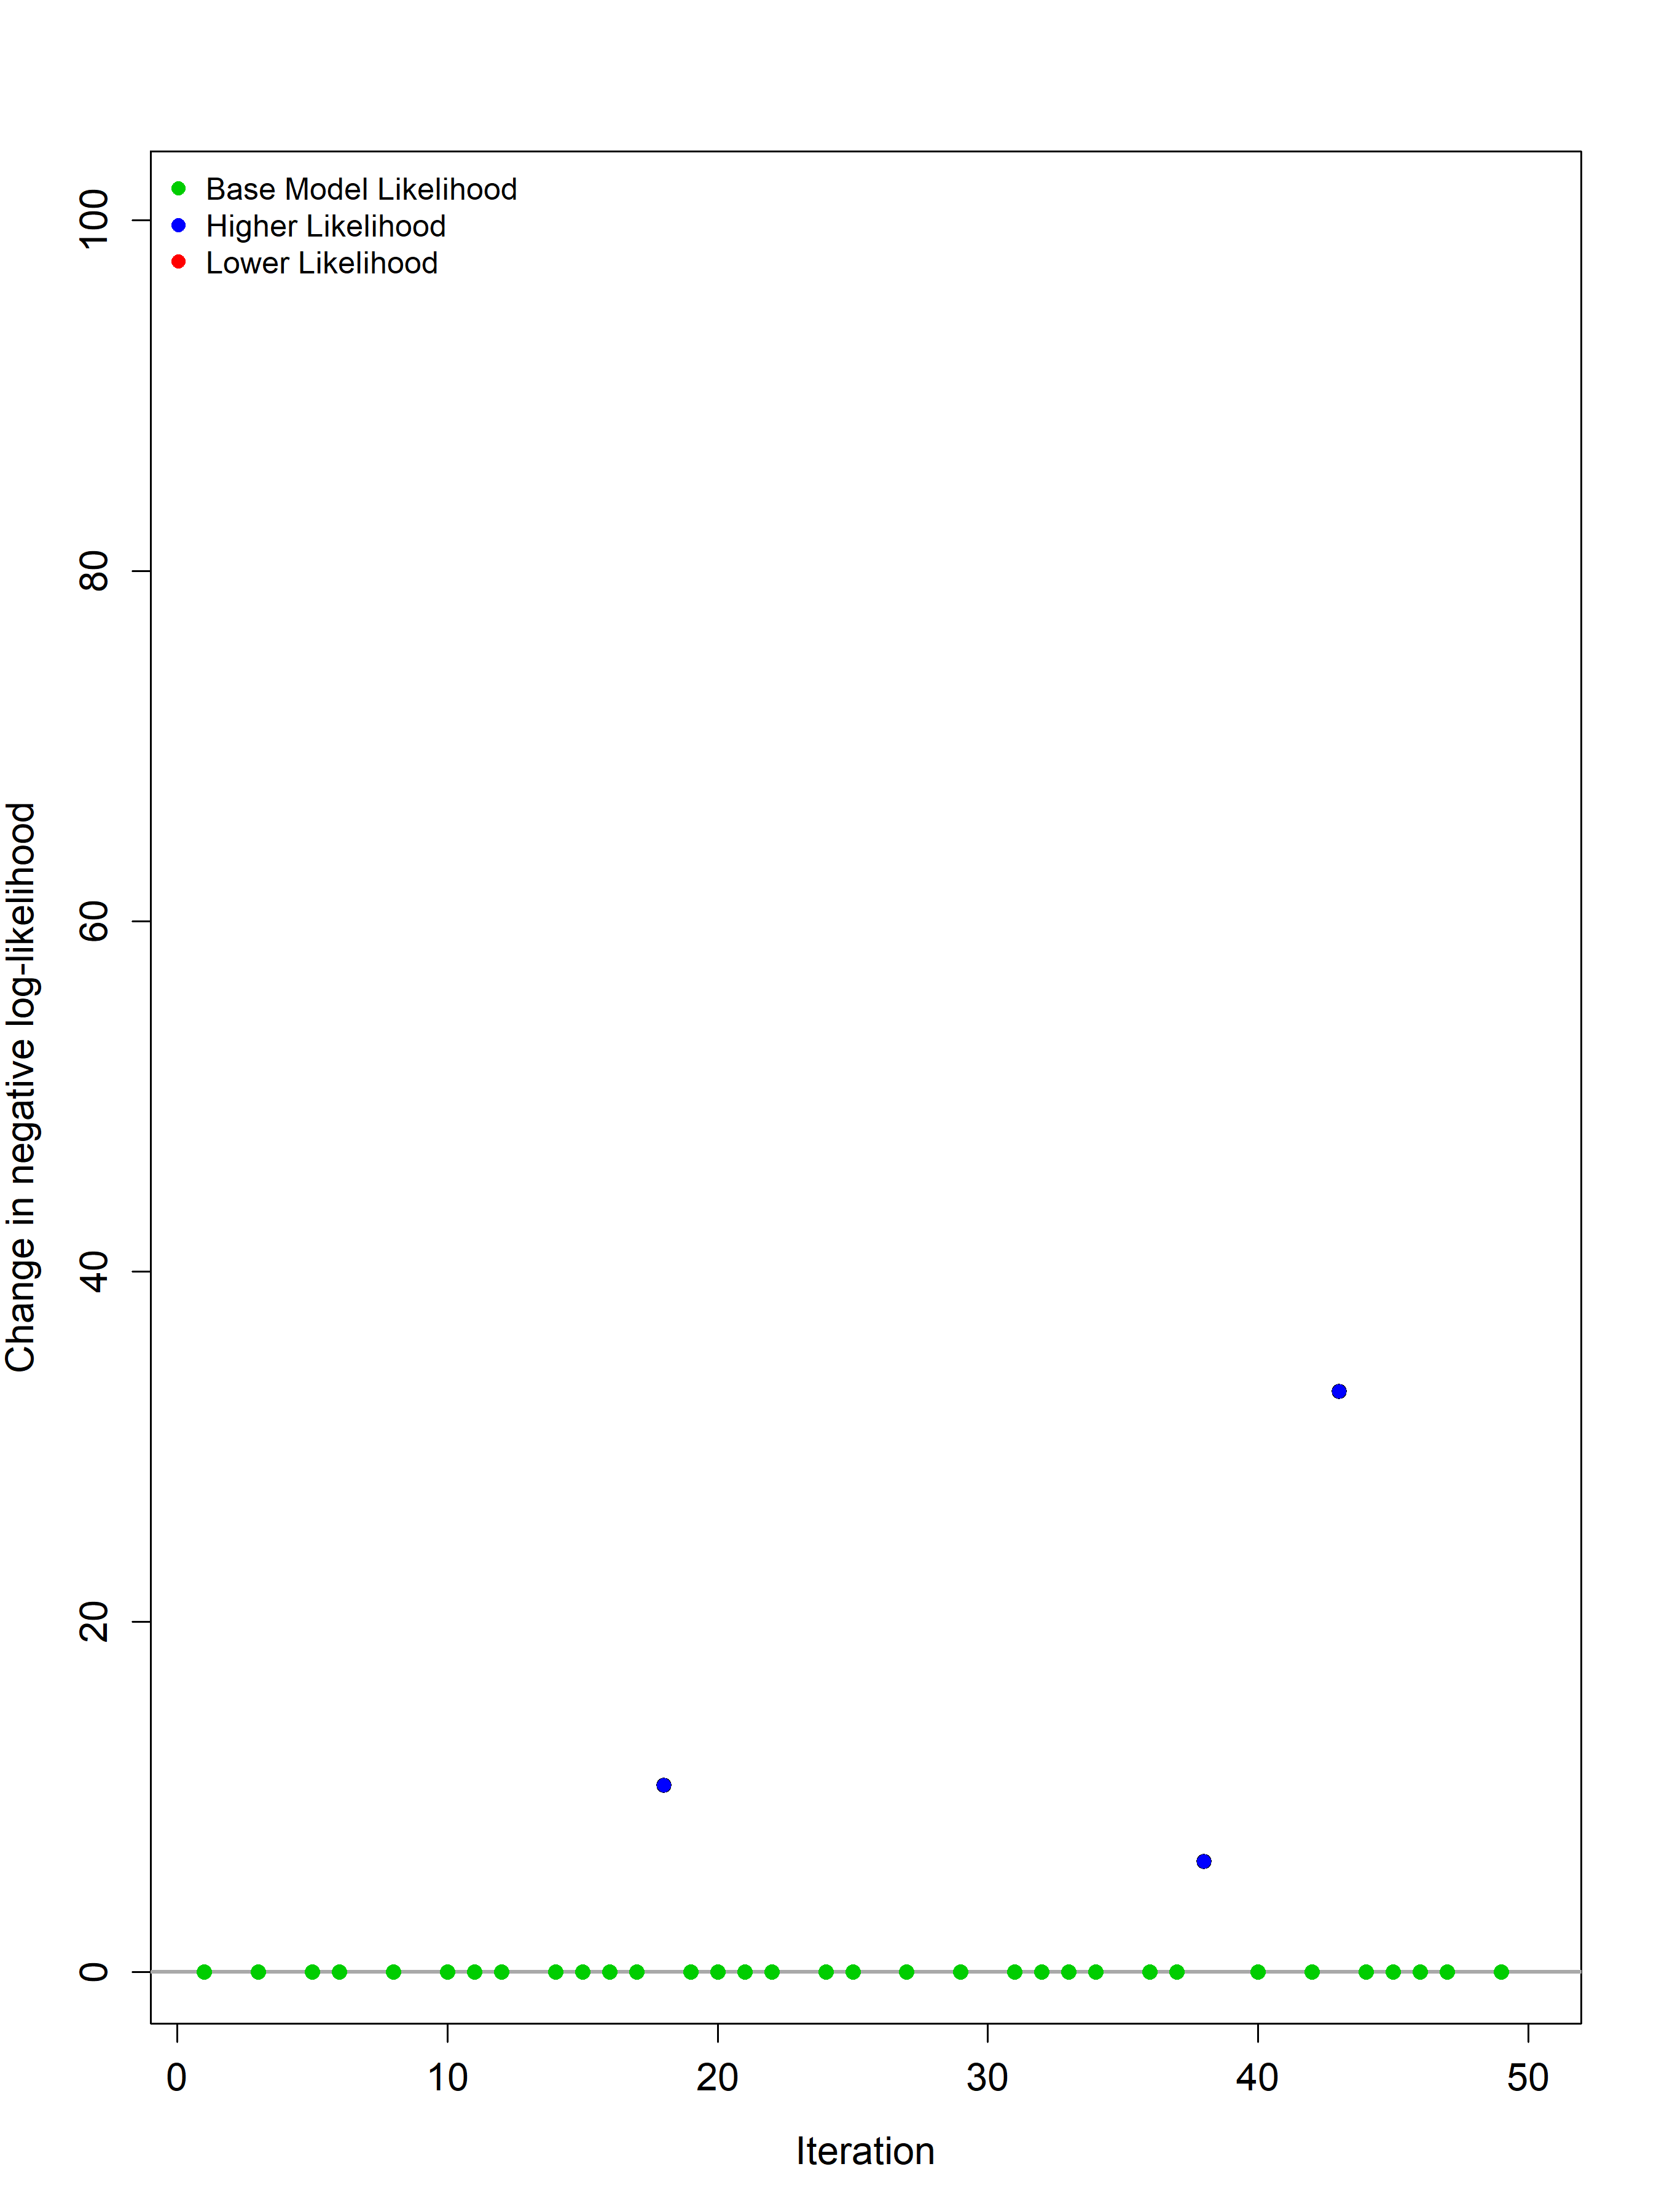 Base Model Likelihood
Higher Likelihood
Lower Likelihood
Change in negative log-likelihood
100
80
60
40
20
0
0 10 20 30 40 50
Iteration